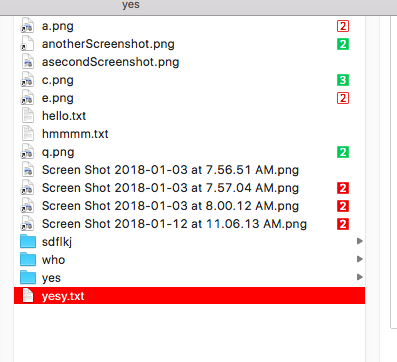 yes
a.png 2
anotherScreenshot.png 2
asecondScreenshot.png
c.png 3
e.png 2
hello.txt
hmmmm.txt
q.png 2
Screen Shot 2018-01-03 at 7.56.51 AM.png
Screen Shot 2018-01-03 at 7.57.04 AM.png 2
Screen Shot 2018-01-03 at 8.00.12 AM.png 2
Screen Shot 2018-01-12 at 11.06.13 AM.png 2
sdflkj
who
yes
yesy.txt